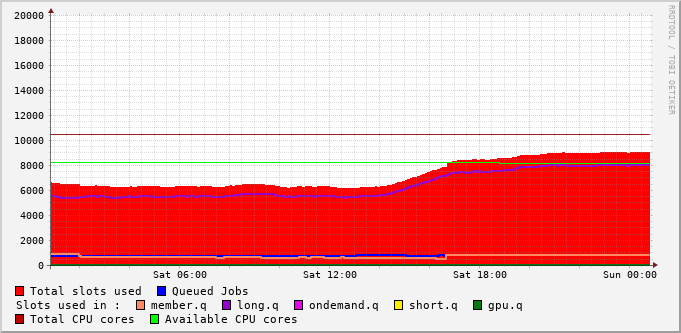 RRDTOOL / TOBI OETIKER
20000
18000
16000
14000
12000
10000
8000
6000
4000
2000
0
Sat 06:00 Sat 12:00 Sat 18:00 Sun 00:00
Total slots used Queued Jobs
Slots used in : member.q long.q ondemand.q short.q gpu.q
Total CPU cores Available CPU cores